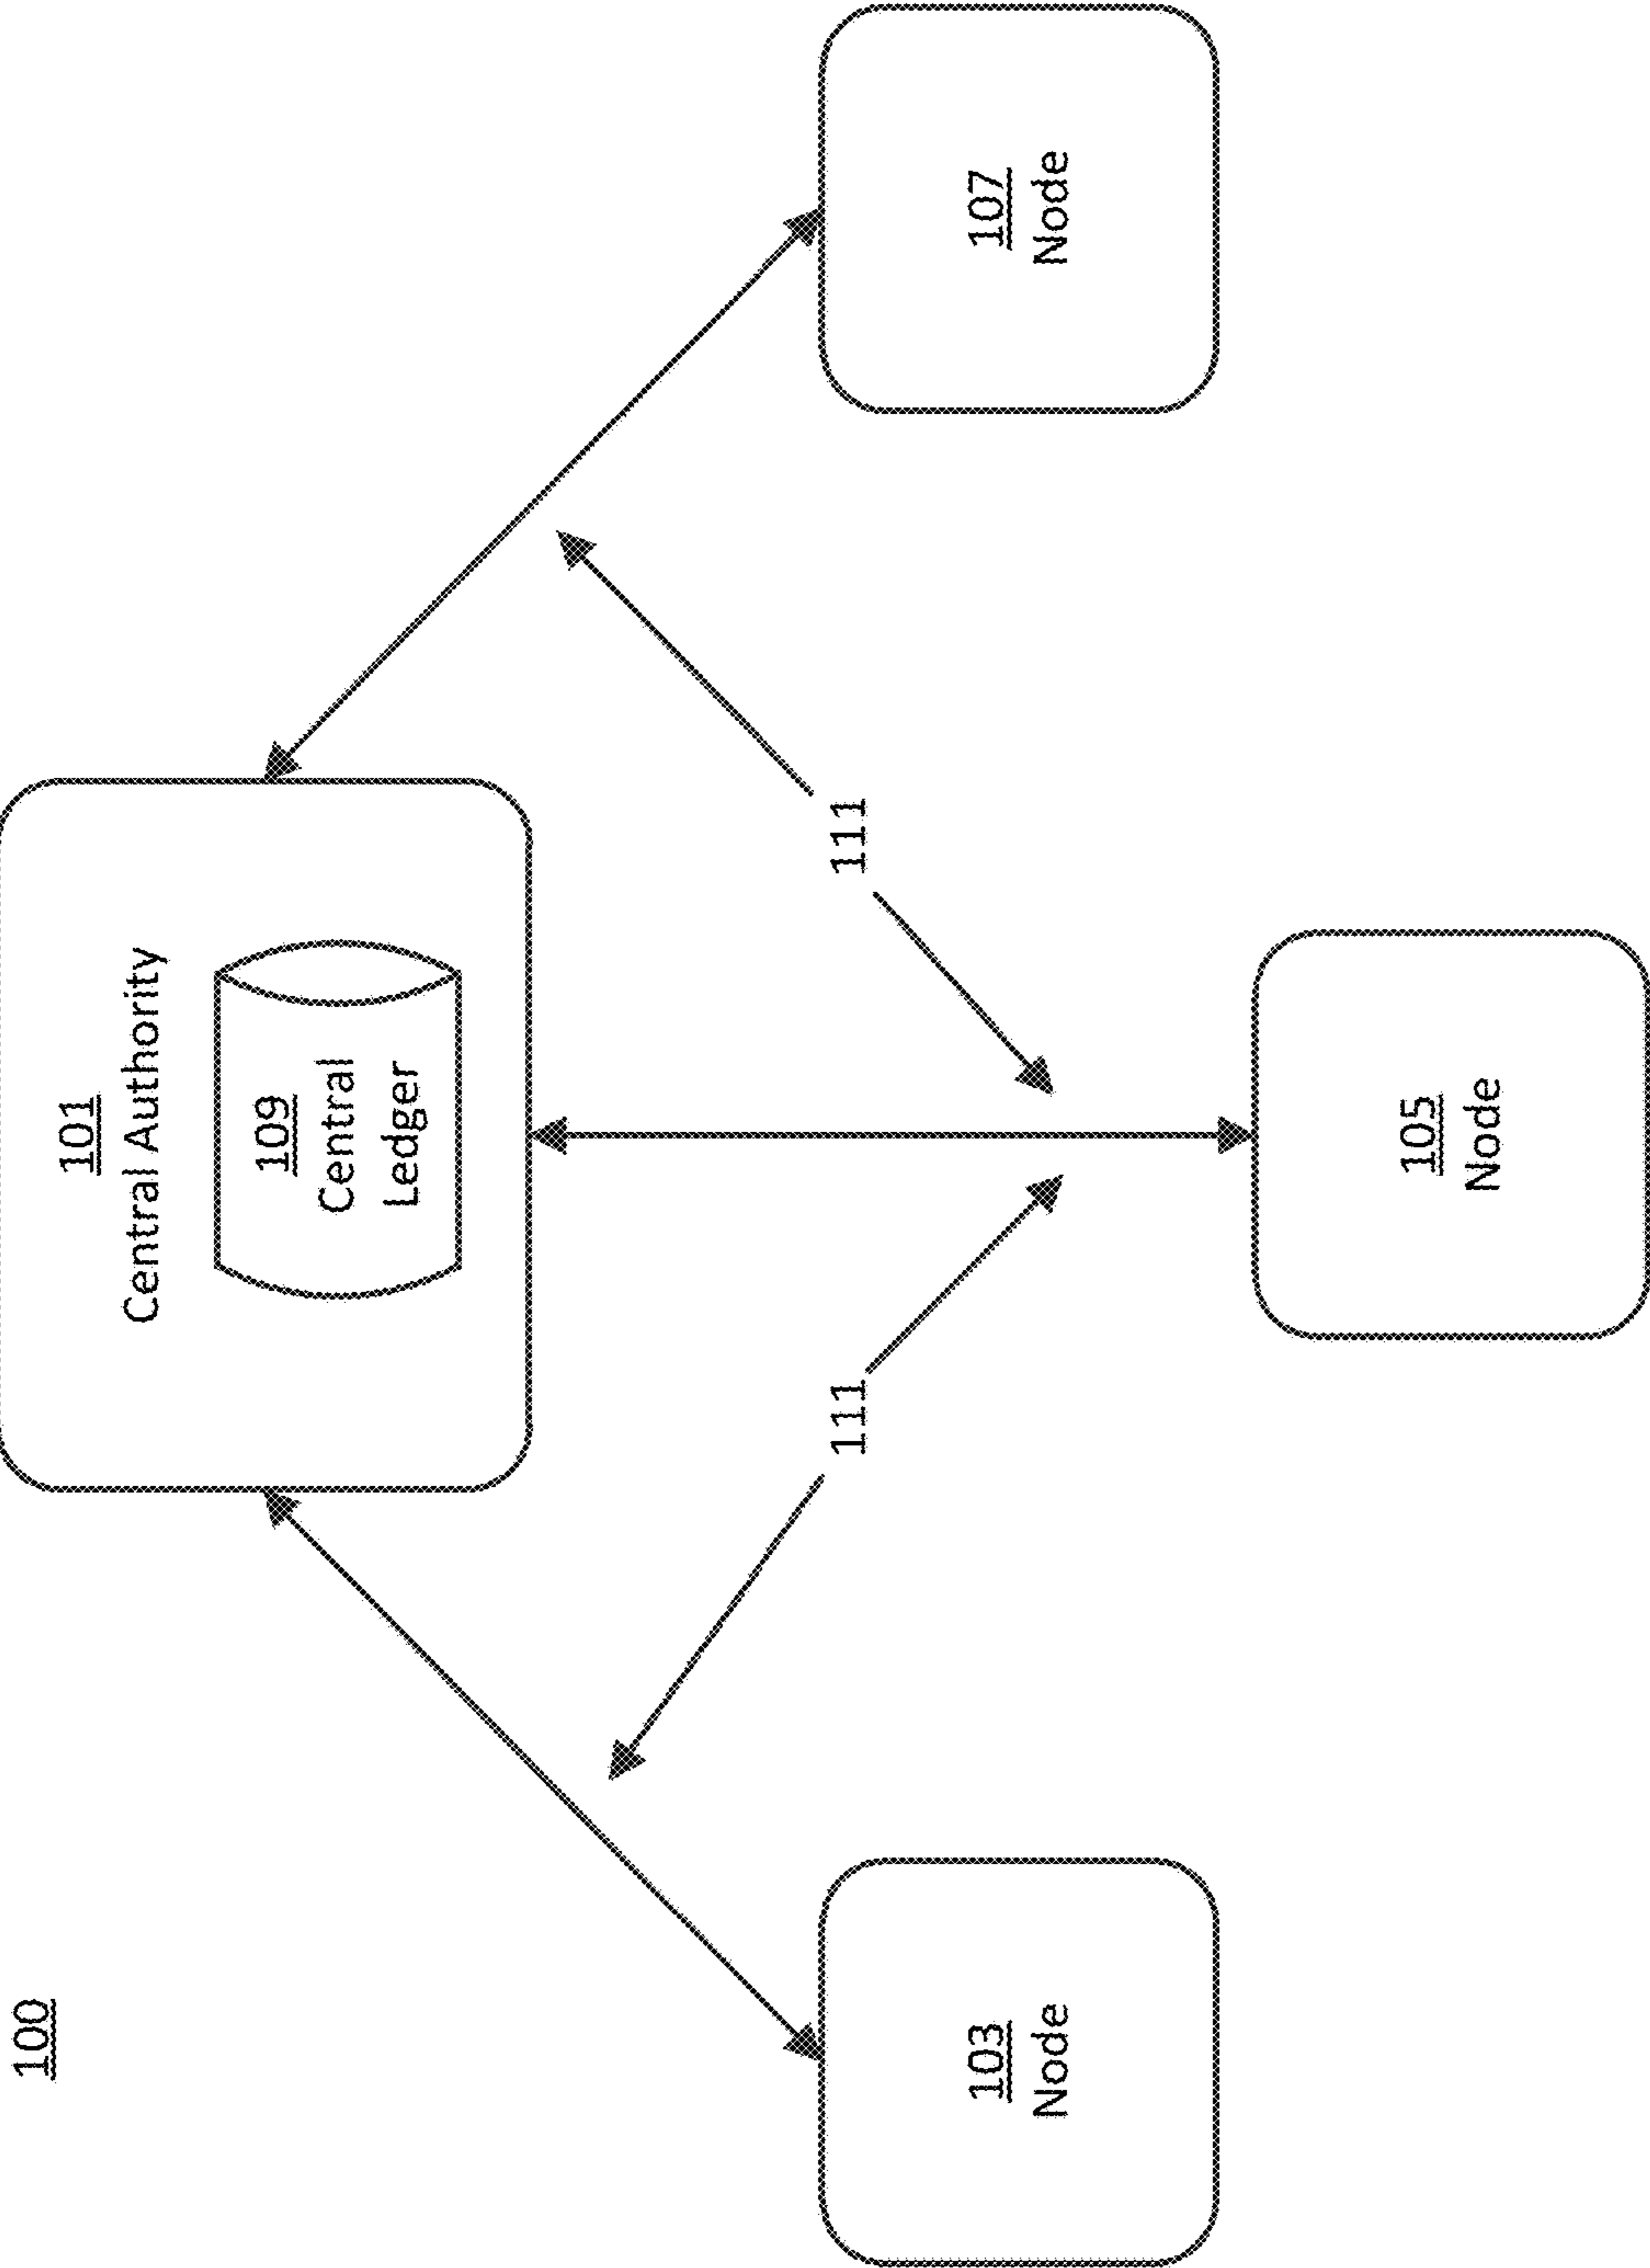 100
101
Central Authority
109
Central
Ledger
111
111
103
Node
107
Node
105
Node